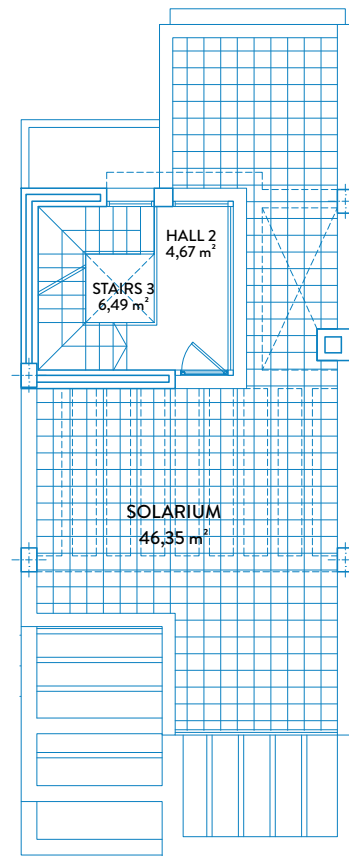 HALL 2
4,67 m²
STAIRS 3
6,49 m²
SOLARIUM
46,35 m²